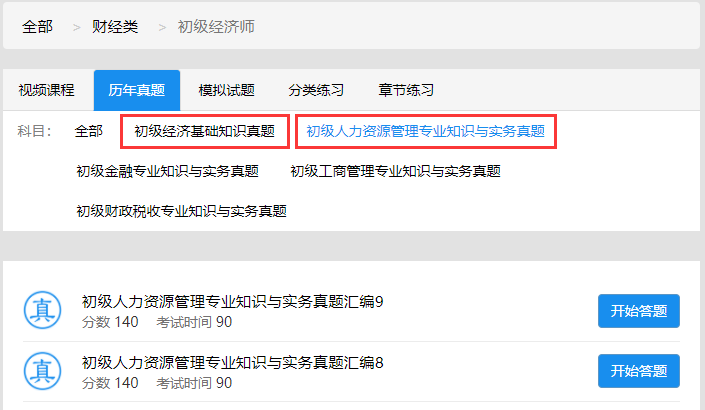 全部 > 财经类 > 初级经济师
视频课程 历年真题 模拟试题 分类练习 章节练习
科目： 全部 初级经济基础知识真题 初级人力资源管理专业知识与实务真题
初级金融专业知识与实务真题 初级工商管理专业知识与实务真题
初级财政税收专业知识与实务真题
真 初级人力资源管理专业知识与实务真题汇编9
分数 140 考试时间 90 开始答题
真 初级人力资源管理专业知识与实务真题汇编8
分数 140 考试时间 90 开始答题